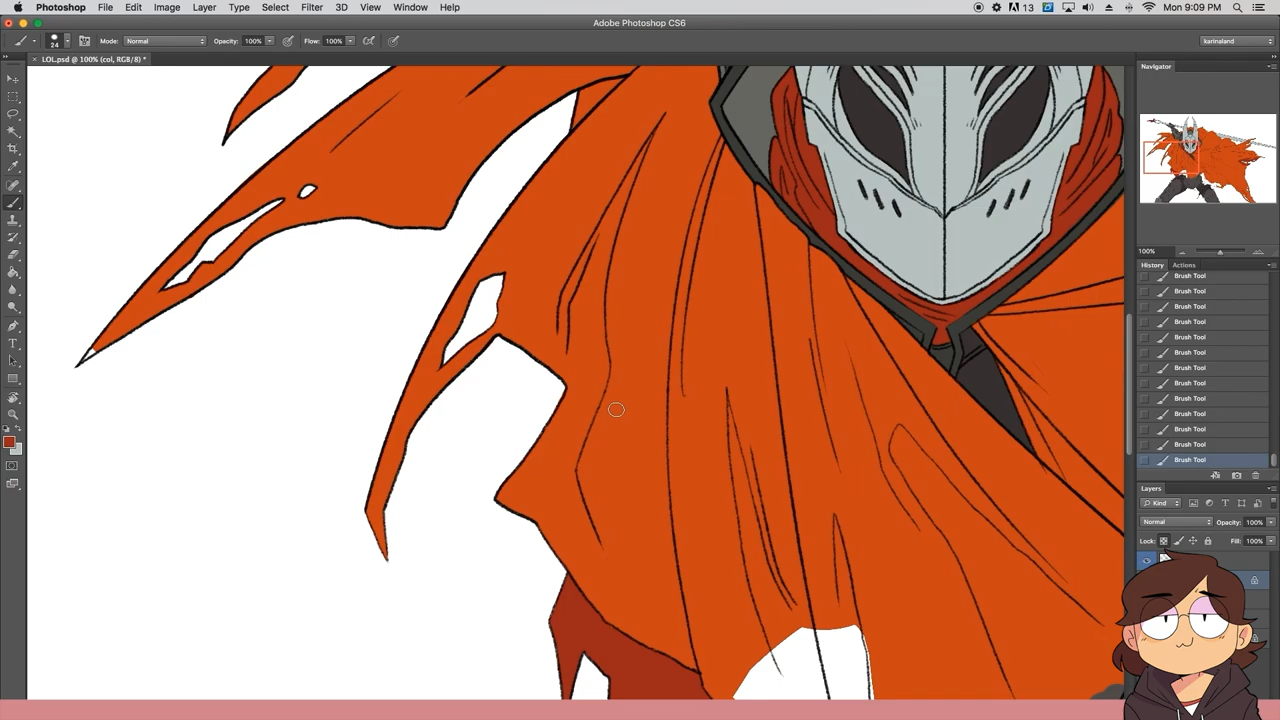 Photoshop File Edit Image Layer Type Select Filter 3D View Window Help 13 Mon 9:09 PM
Adobe Photoshop CS6
24 Mode: Normal Opacity: 100% Flow: 100% karinaland
× LOL.psd @ 100% (col, RGB/8) *
Navigator
100%
History Actions
Brush Tool
Brush Tool
Brush Tool
Brush Tool
Brush Tool
Brush Tool
Brush Tool
Brush Tool
Brush Tool
Brush Tool
Brush Tool
Brush Tool
Brush Tool
Layers
Kind
Normal Opacity: 100%
Lock: Fill: 100%